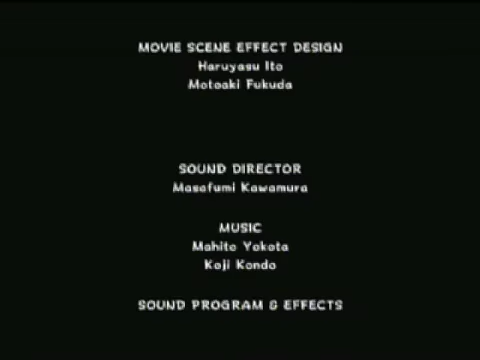 MOVIE SCENE EFFECT DESIGN
Haruyasu Ito
Motoaki Fukuda
SOUND DIRECTOR
Masafumi Kawamura
MUSIC
Mahito Yokota
Koji Kondo
SOUND PROGRAM & EFFECTS